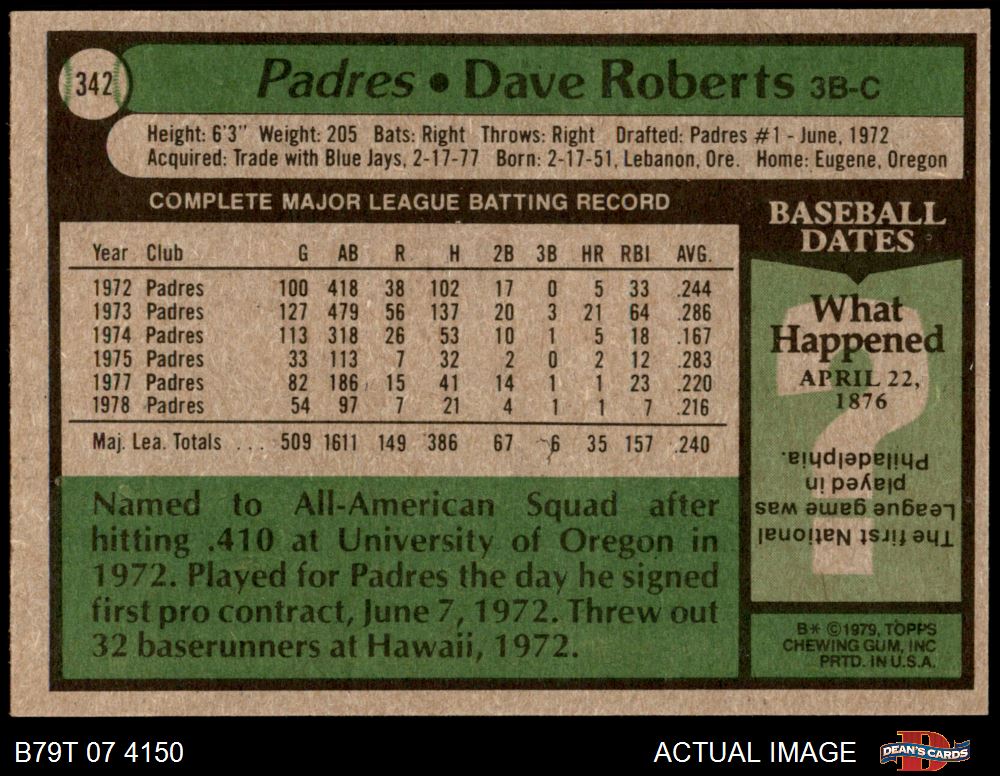 342
Padres • Dave Roberts 3B-C
Height: 6'3" Weight: 205 Bats: Right Throws: Right Drafted: Padres #1 - June, 1972
Acquired: Trade with Blue Jays, 2-17-77 Born: 2-17-51, Lebanon, Ore. Home: Eugene, Oregon
COMPLETE MAJOR LEAGUE BATTING RECORD
Year Club G AB R H 2B 3B HR RBI AVG.
1972 Padres 100 418 38 102 17 0 5 33 .244
1973 Padres 127 479 56 137 20 3 21 64 .286
1974 Padres 113 318 26 53 10 1 5 18 .167
1975 Padres 33 113 7 32 2 0 2 12 .283
1977 Padres 82 186 15 41 14 1 1 23 .220
1978 Padres 54 97 7 21 4 1 1 7 .216
Maj. Lea. Totals ... 509 1611 149 386 67 6 35 157 .240
Named to All-American Squad after
hitting .410 at University of Oregon in
1972. Played for Padres the day he signed
first pro contract, June 7, 1972. Threw out
32 baserunners at Hawaii, 1972.
BASEBALL
DATES
What
Happened
APRIL 22,
1876
The first National
League game was
played in
Philadelphia.
B* ©1979, TOPPS
CHEWING GUM, INC
PRTD. IN U.S.A.
B79T 07 4150
ACTUAL IMAGE
D
DEAN'S CARDS